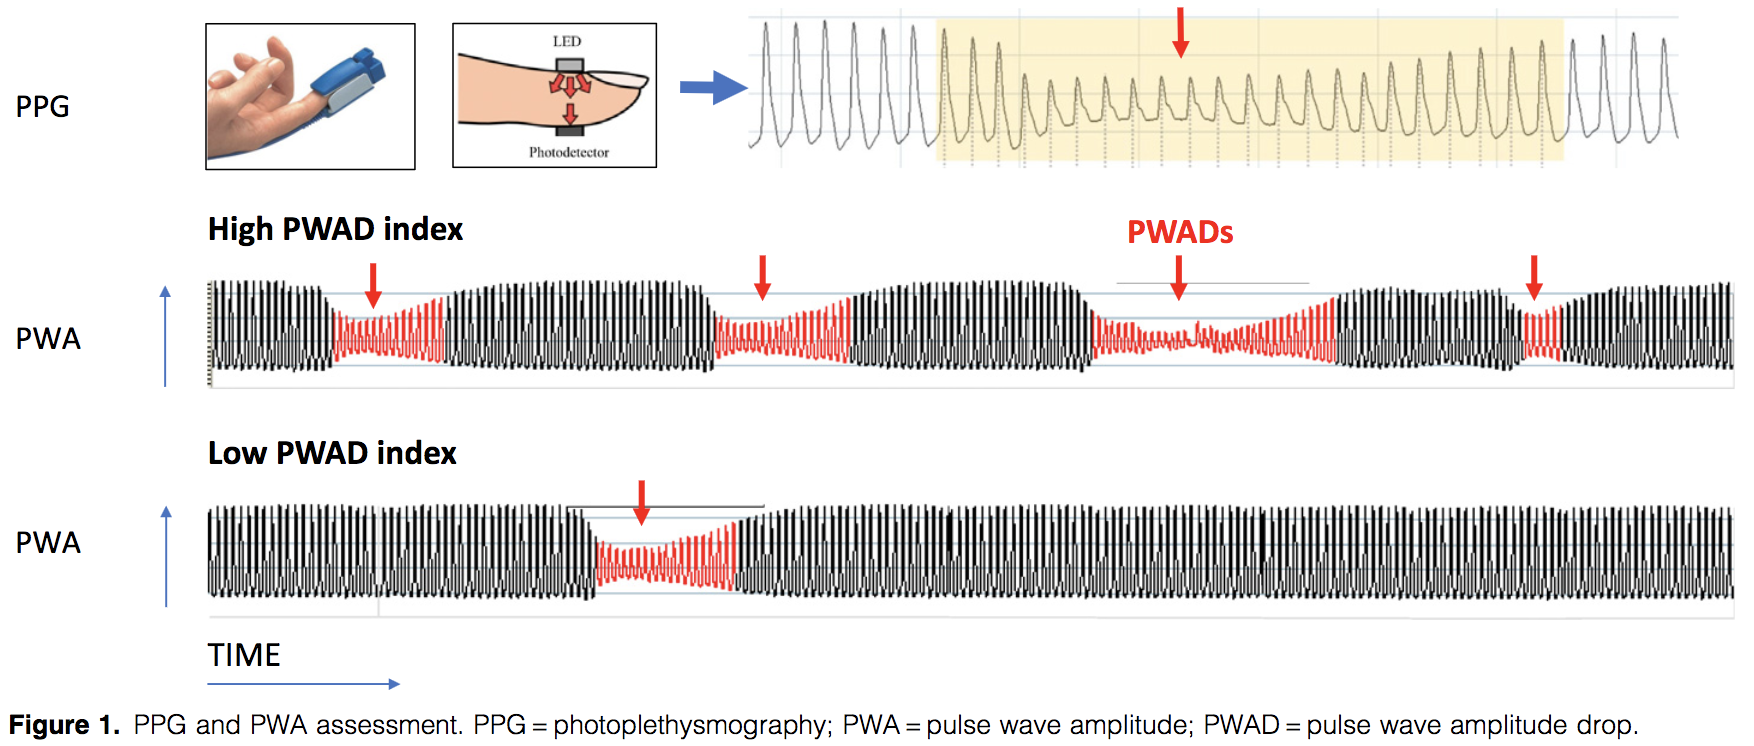 LED
PPG
Photodetector
High PWAD index
PWADs
PWA
Low PWAD index
PWA
TIME
Figure 1. PPG and PWA assessment. PPG = photoplethysmography; PWA = pulse wave amplitude; PWAD = pulse wave amplitude drop.